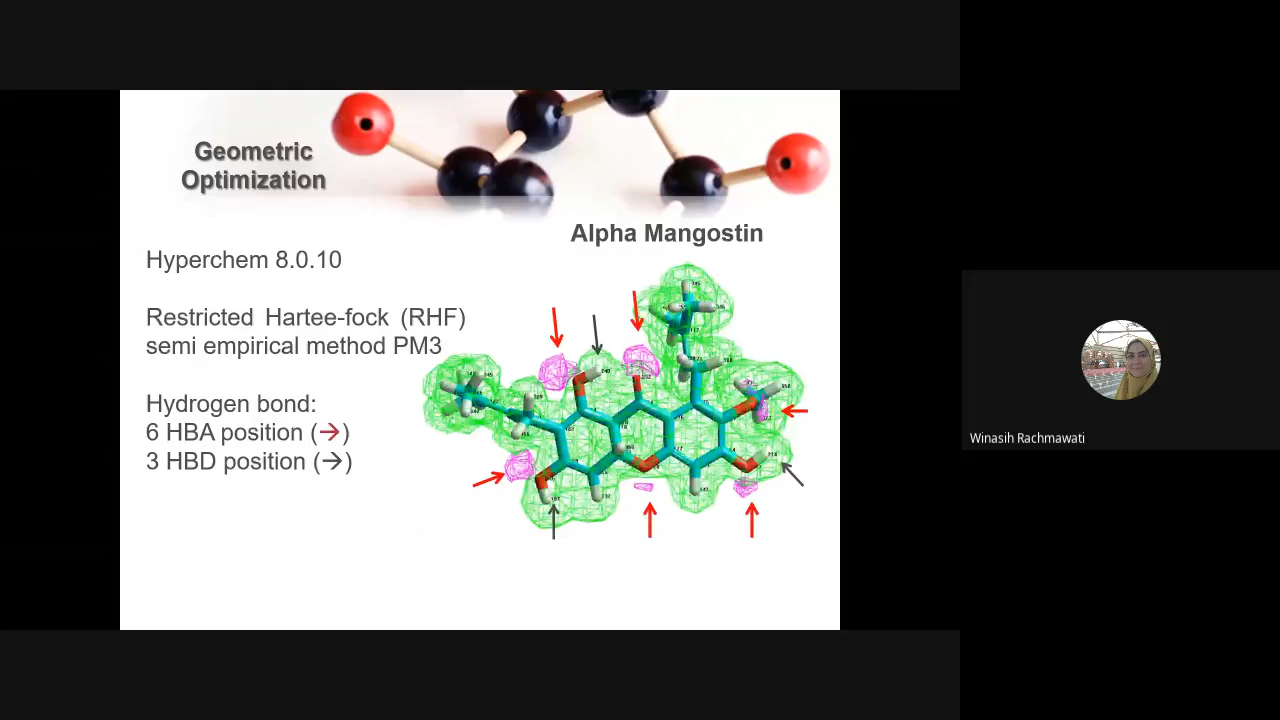 Geometric
Optimization
Alpha Mangostin
Hyperchem 8.0.10
Restricted Hartee-fock (RHF)
semi empirical method PM3
Hydrogen bond:
6 HBA position (→)
3 HBD position (→)
Winasih Rachmawati